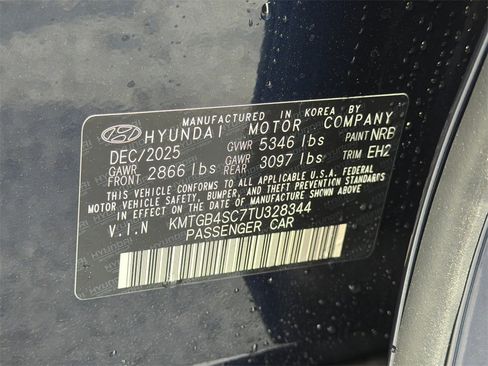 MANUFACTURED IN KOREA BY
HYUNDAI MOTOR COMPANY
DEC/2025 GVWR 5346 lbs PAINT NRB
GAWR FRONT 2866 lbs GAWR REAR 3097 lbs TRIM EH2
THIS VEHICLE CONFORMS TO ALL APPLICABLE U.S.A. FEDERAL
MOTOR VEHICLE SAFETY, BUMPER, AND THEFT PREVENTION STANDARDS
IN EFFECT ON THE DATE OF MANUFACTURE SHOWN ABOVE.
V.I.N KMTGB4SC7TU328344
PASSENGER CAR